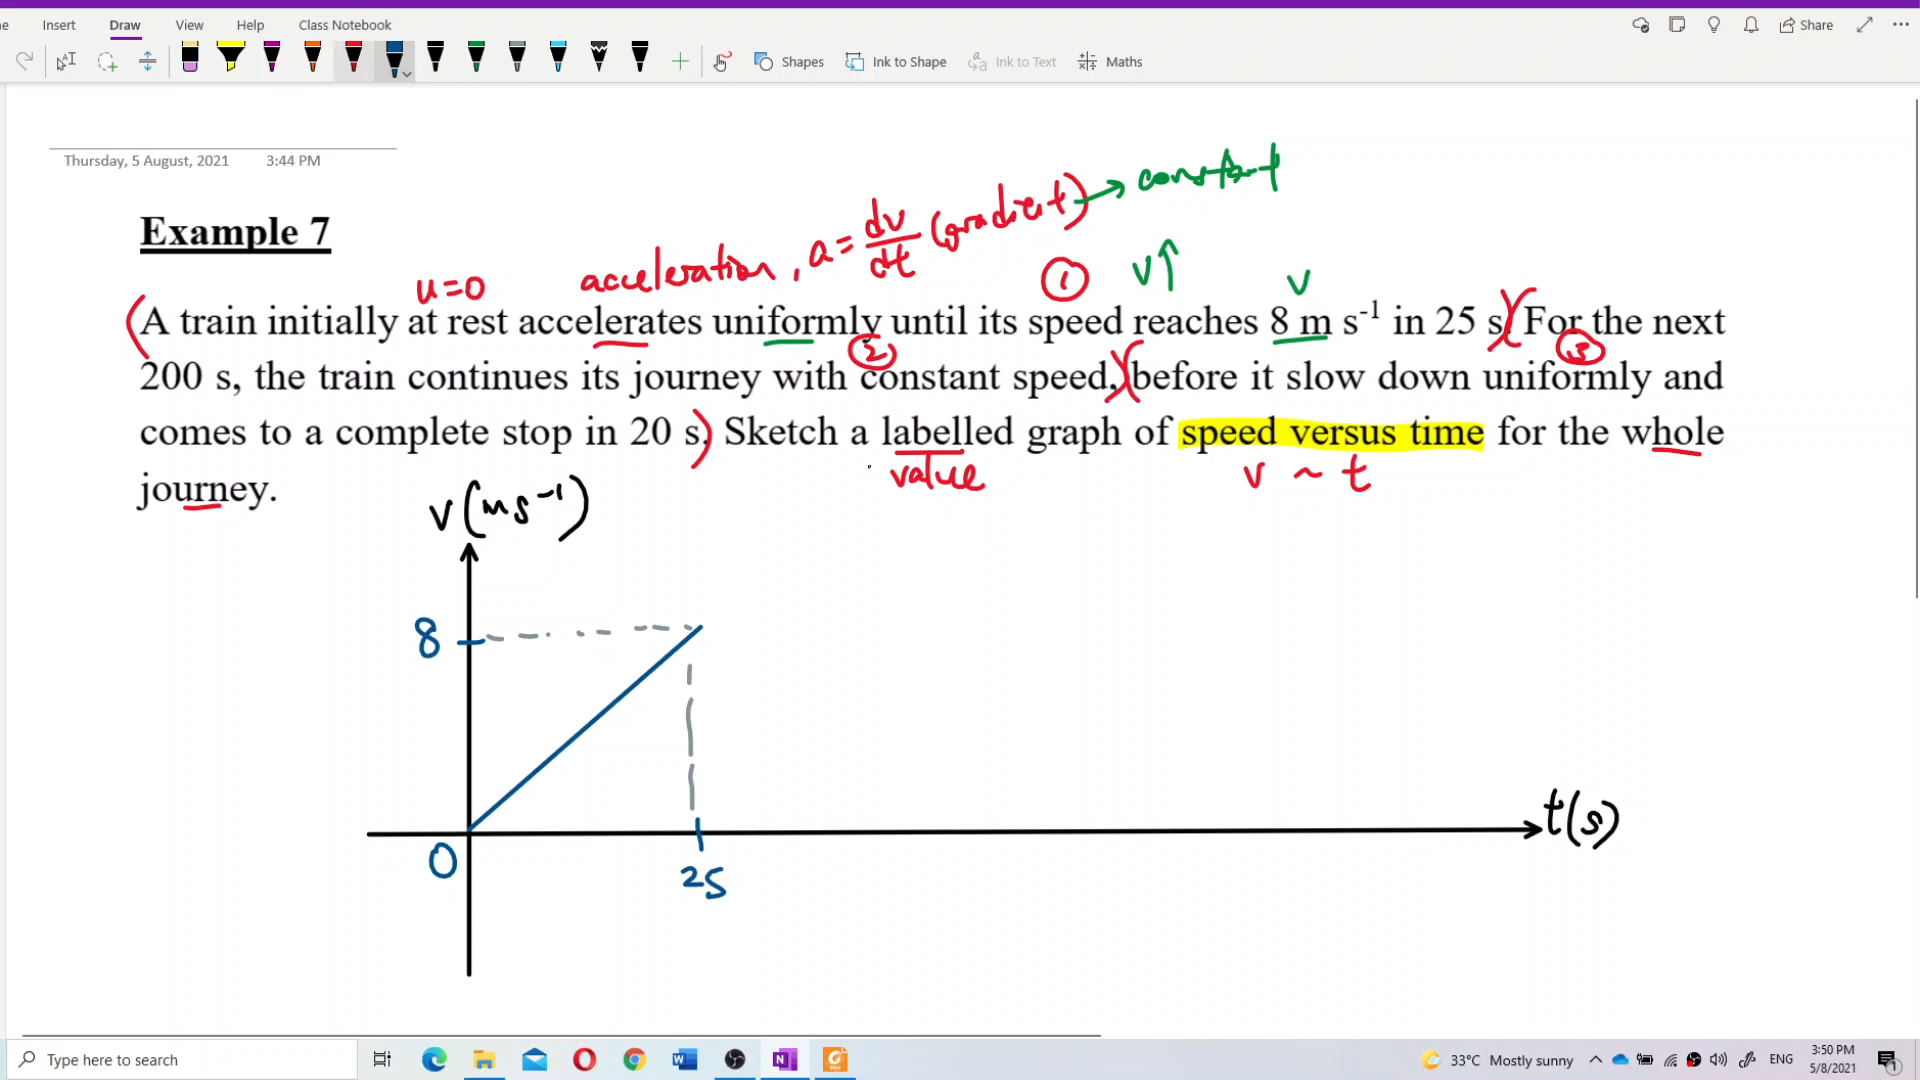 Insert Draw View Help Class Notebook Share
Shapes Ink to Shape Ink to Text Maths
Thursday, 5 August, 2021 3:44 PM
Example 7
u=0 acceleration, a = dv/dt (gradient) → constant
① v↑ v
A train initially at rest accelerates uniformly until its speed reaches 8 m s⁻¹ in 25 s. For the next
② ③
200 s, the train continues its journey with constant speed, before it slow down uniformly and
comes to a complete stop in 20 s. Sketch a labelled graph of speed versus time for the whole
value v ~ t
journey.
v (ms⁻¹)
8
t(s)
0
25
Type here to search
33°C Mostly sunny
ENG
3:50 PM
5/8/2021
1